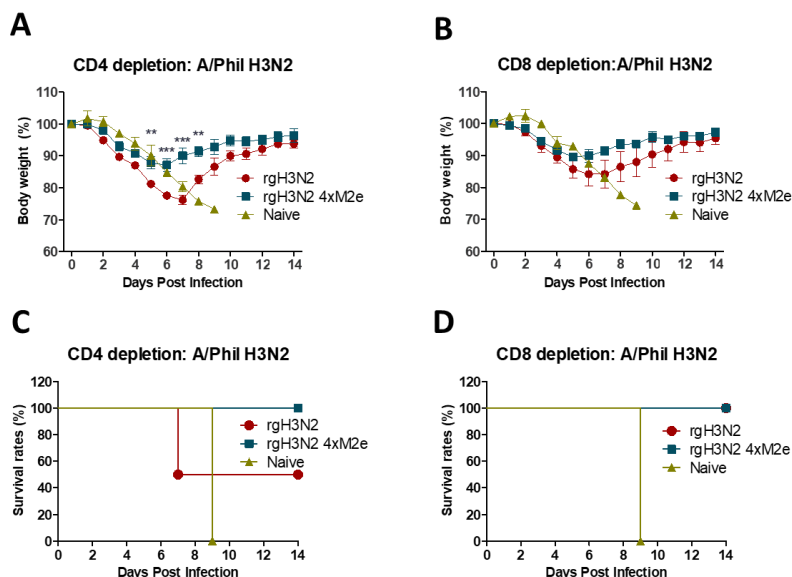 A
CD4 depletion: A/Phil H3N2
Body weight (%)
110
100
90
80
70
60
** *** *** **
rgH3N2
rgH3N2 4xM2e
Naive
0 2 4 6 8 10 12 14
Days Post Infection
B
CD8 depletion:A/Phil H3N2
Body weight (%)
110
100
90
80
70
60
rgH3N2
rgH3N2 4xM2e
Naive
0 2 4 6 8 10 12 14
Days Post Infection
C
CD4 depletion: A/Phil H3N2
Survival rates (%)
120
100
80
60
40
20
0
rgH3N2
rgH3N2 4xM2e
Naive
0 2 4 6 8 10 12 14
Days Post Infection
D
CD8 depletion: A/Phil H3N2
Survival rates (%)
120
100
80
60
40
20
0
rgH3N2
rgH3N2 4xM2e
Naive
0 2 4 6 8 10 12 14
Days Post Infection